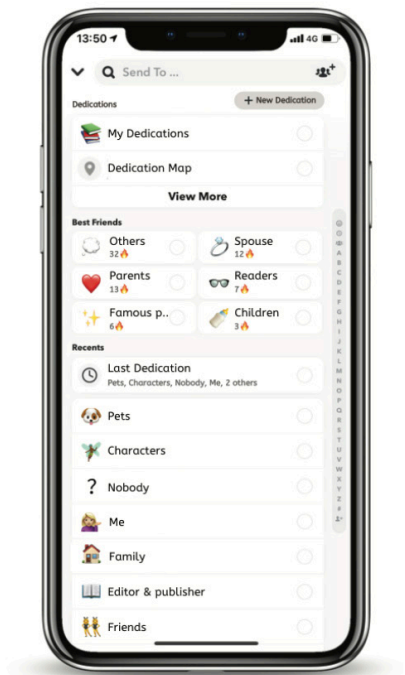 13:50 4G
Send To ...
Dedications + New Dedication
My Dedications
Dedication Map
View More
Best Friends
Others Spouse
32 12
Parents Readers
13 7
Famous p.. Children
6 3
Recents
Last Dedication
Pets, Characters, Nobody, Me, 2 others
Pets
Characters
? Nobody
Me
Family
Editor & publisher
Friends
A
B
C
D
E
F
G
H
I
J
K
L
M
N
O
P
Q
R
S
T
U
V
W
X
Y
Z
#